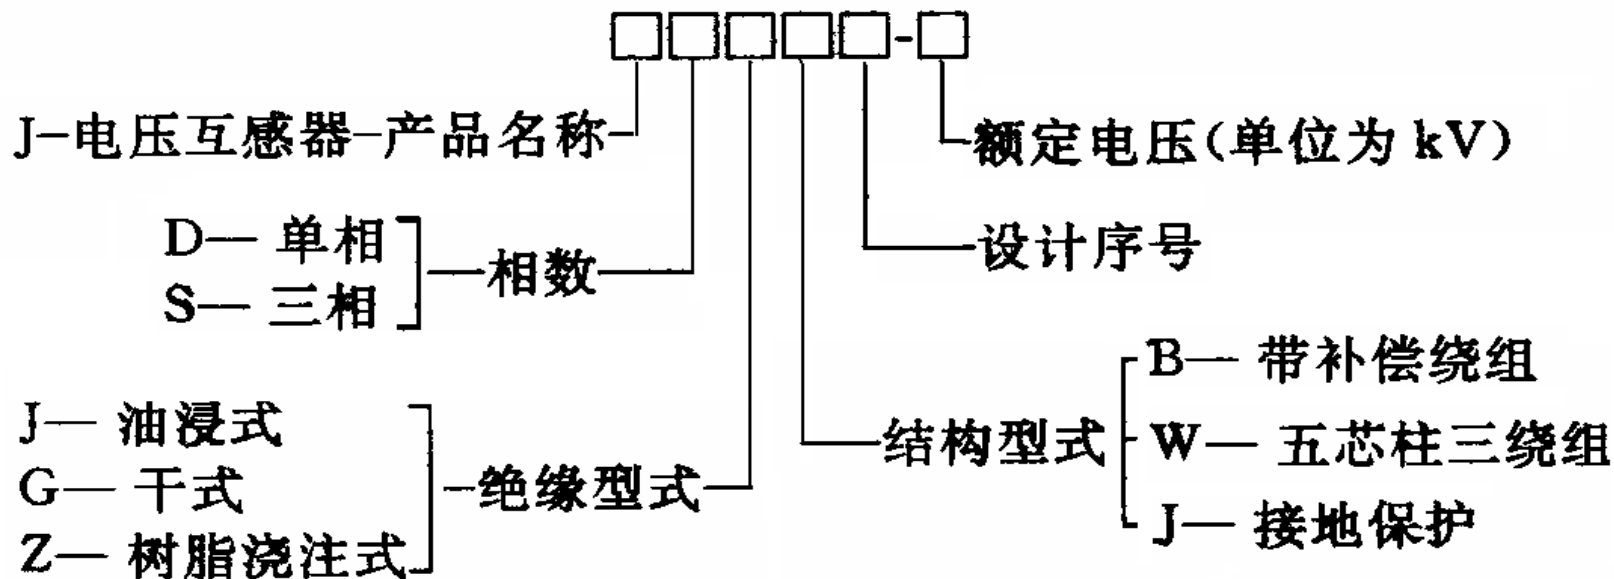 □□□□□-□
J-电压互感器-产品名称
额定电压(单位为 kV)
D— 单相
S— 三相
相数
设计序号
J— 油浸式
G— 干式
Z— 树脂浇注式
绝缘型式
结构型式
B— 带补偿绕组
W— 五芯柱三绕组
J— 接地保护